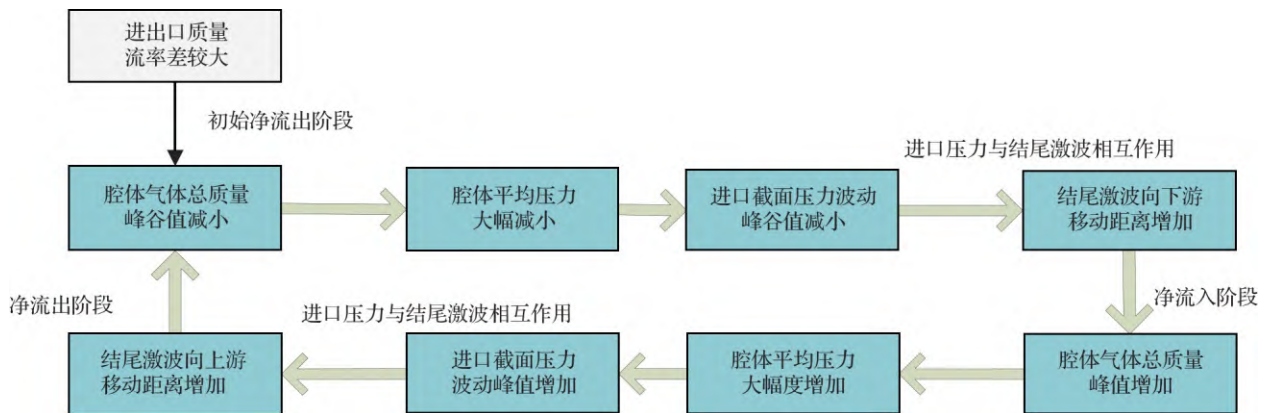 进出口质量
流率差较大
初始净流出阶段
进口压力与结尾激波相互作用
腔体气体总质量
峰谷值减小
腔体平均压力
大幅减小
进口截面压力波动
峰谷值减小
结尾激波向下游
移动距离增加
净流出阶段
进口压力与结尾激波相互作用
净流入阶段
结尾激波向上游
移动距离增加
进口截面压力
波动峰值增加
腔体平均压力
大幅度增加
腔体气体总质量
峰值增加